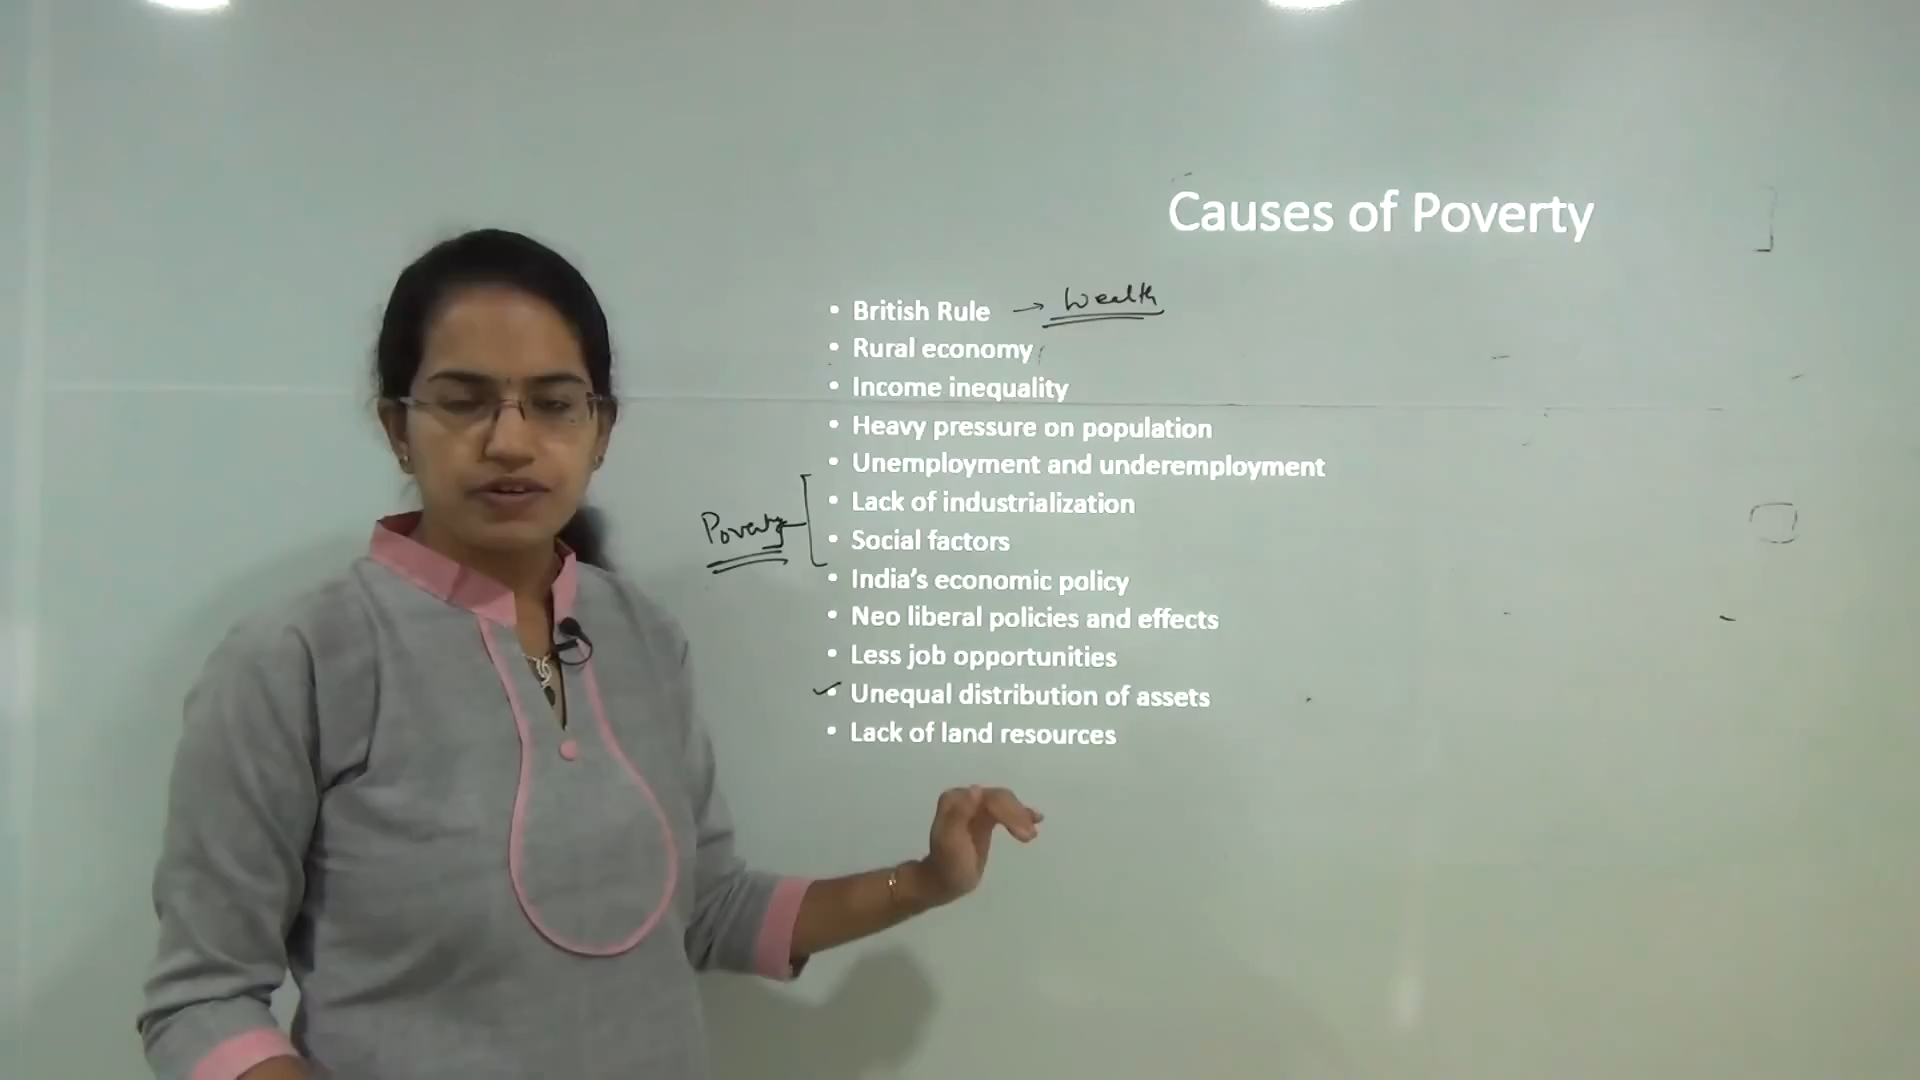 Causes of Poverty
• British Rule → Wealth
• Rural economy
• Income inequality
• Heavy pressure on population
• Unemployment and underemployment
• Lack of industrialization
Poverty
• Social factors
• India's economic policy
• Neo liberal policies and effects
• Less job opportunities
✓ • Unequal distribution of assets
• Lack of land resources